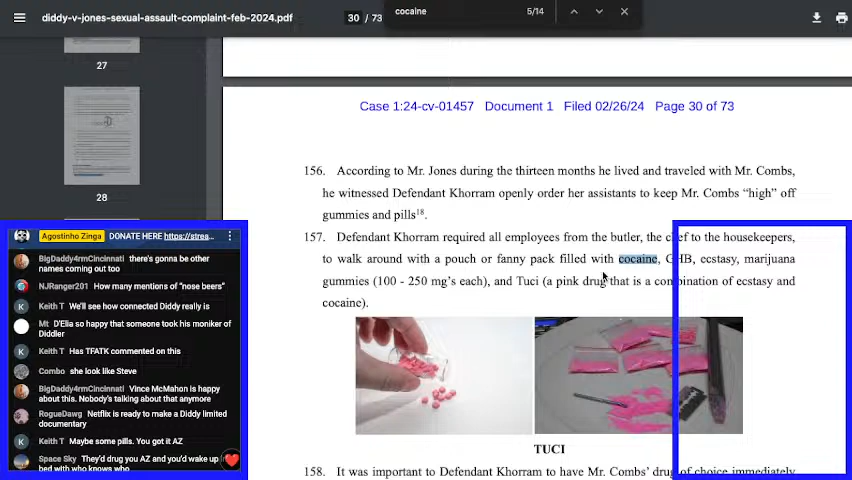 diddy-v-jones-sexual-assault-complaint-feb-2024.pdf
30 / 73
cocaine 5/14
27
28
Case 1:24-cv-01457 Document 1 Filed 02/26/24 Page 30 of 73
156. According to Mr. Jones during the thirteen months he lived and traveled with Mr. Combs,
he witnessed Defendant Khorram openly order her assistants to keep Mr. Combs “high” off
gummies and pills18.
157. Defendant Khorram required all employees from the butler, the chef to the housekeepers,
to walk around with a pouch or fanny pack filled with cocaine, GHB, ecstasy, marijuana
gummies (100 - 250 mg’s each), and Tuci (a pink drug that is a combination of ecstasy and
cocaine).
TUCI
158. It was important to Defendant Khorram to have Mr. Combs’ drug of choice immediately
Agostinho Zinga DONATE HERE https://strea...
BigDaddy4rmCincinnati there's gonna be other
names coming out too
NJRanger201 How many mentions of “nose beers”
Keith T We'll see how connected Diddy really is
Mt D'Elia so happy that someone took his moniker of
Diddler
Keith T Has TFATK commented on this
Combo she look like Steve
BigDaddy4rmCincinnati Vince McMahon is happy
about this. Nobody's talking about that anymore
RogueDawg Netflix is ready to make a Diddy limited
documentary
Keith T Maybe some pills. You got it AZ
Space Sky They'd drug you AZ and you'd wake up
bed with who knows who